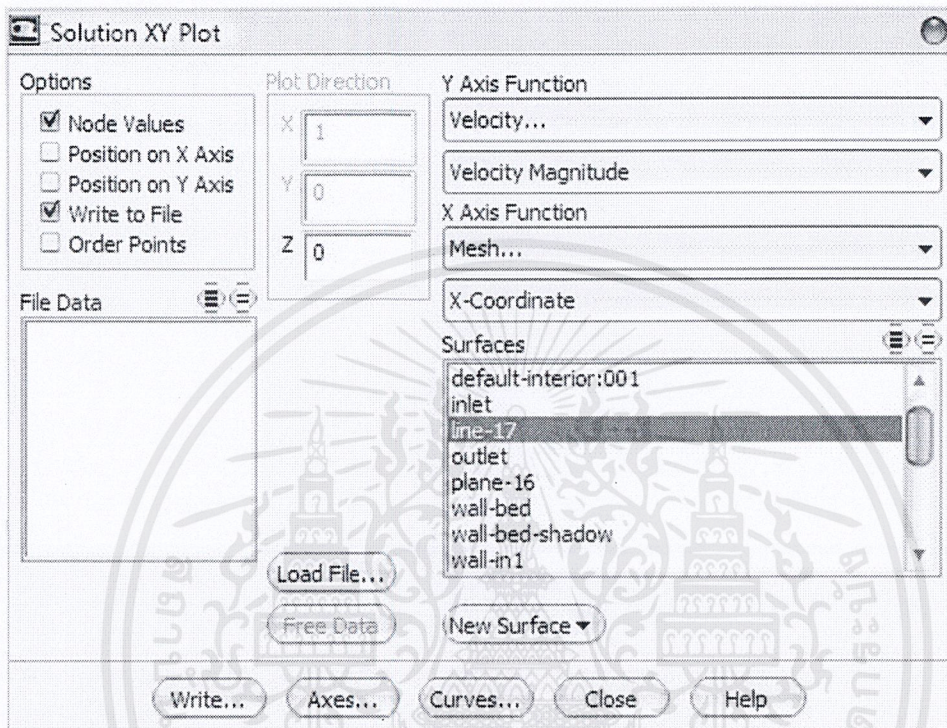 Solution XY Plot
Options
Node Values
Position on X Axis
Position on Y Axis
Write to File
Order Points
Plot Direction
X 1
Y 0
Z 0
Y Axis Function
Velocity...
Velocity Magnitude
X Axis Function
Mesh...
X-Coordinate
File Data
Surfaces
default-interior:001
inlet
line-17
outlet
plane-16
wall-bed
wall-bed-shadow
wall-in1
Load File...
Free Data
New Surface
Write...
Axes...
Curves...
Close
Help